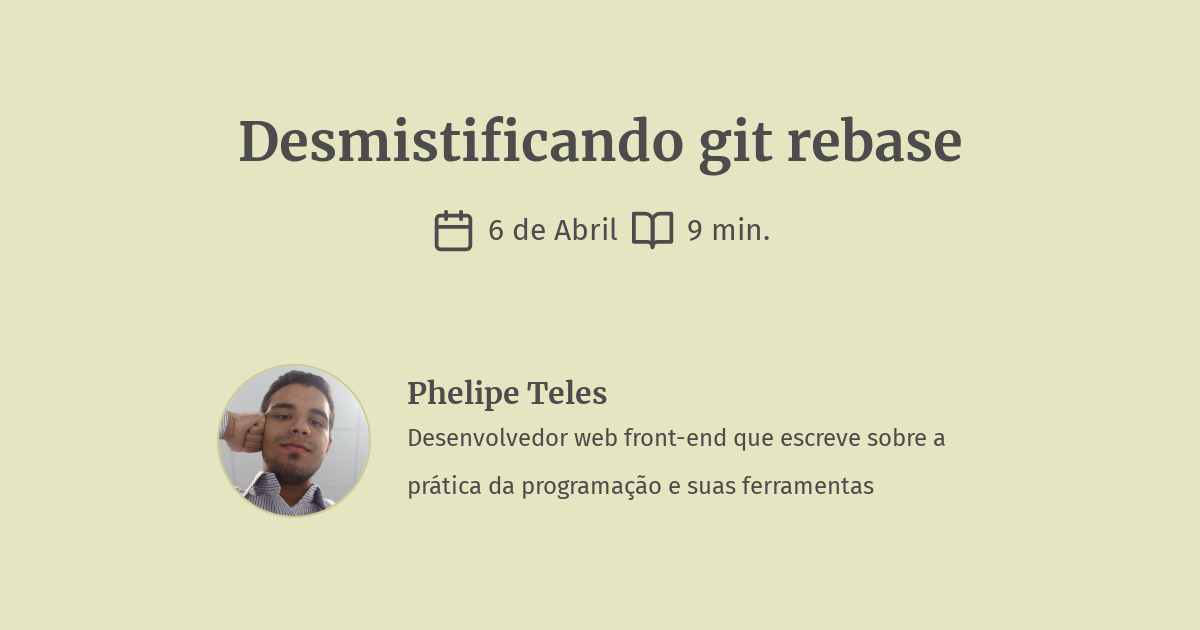 Desmistificando git rebase
6 de Abril 9 min.
Phelipe Teles
Desenvolvedor web front-end que escreve sobre a
prática da programação e suas ferramentas